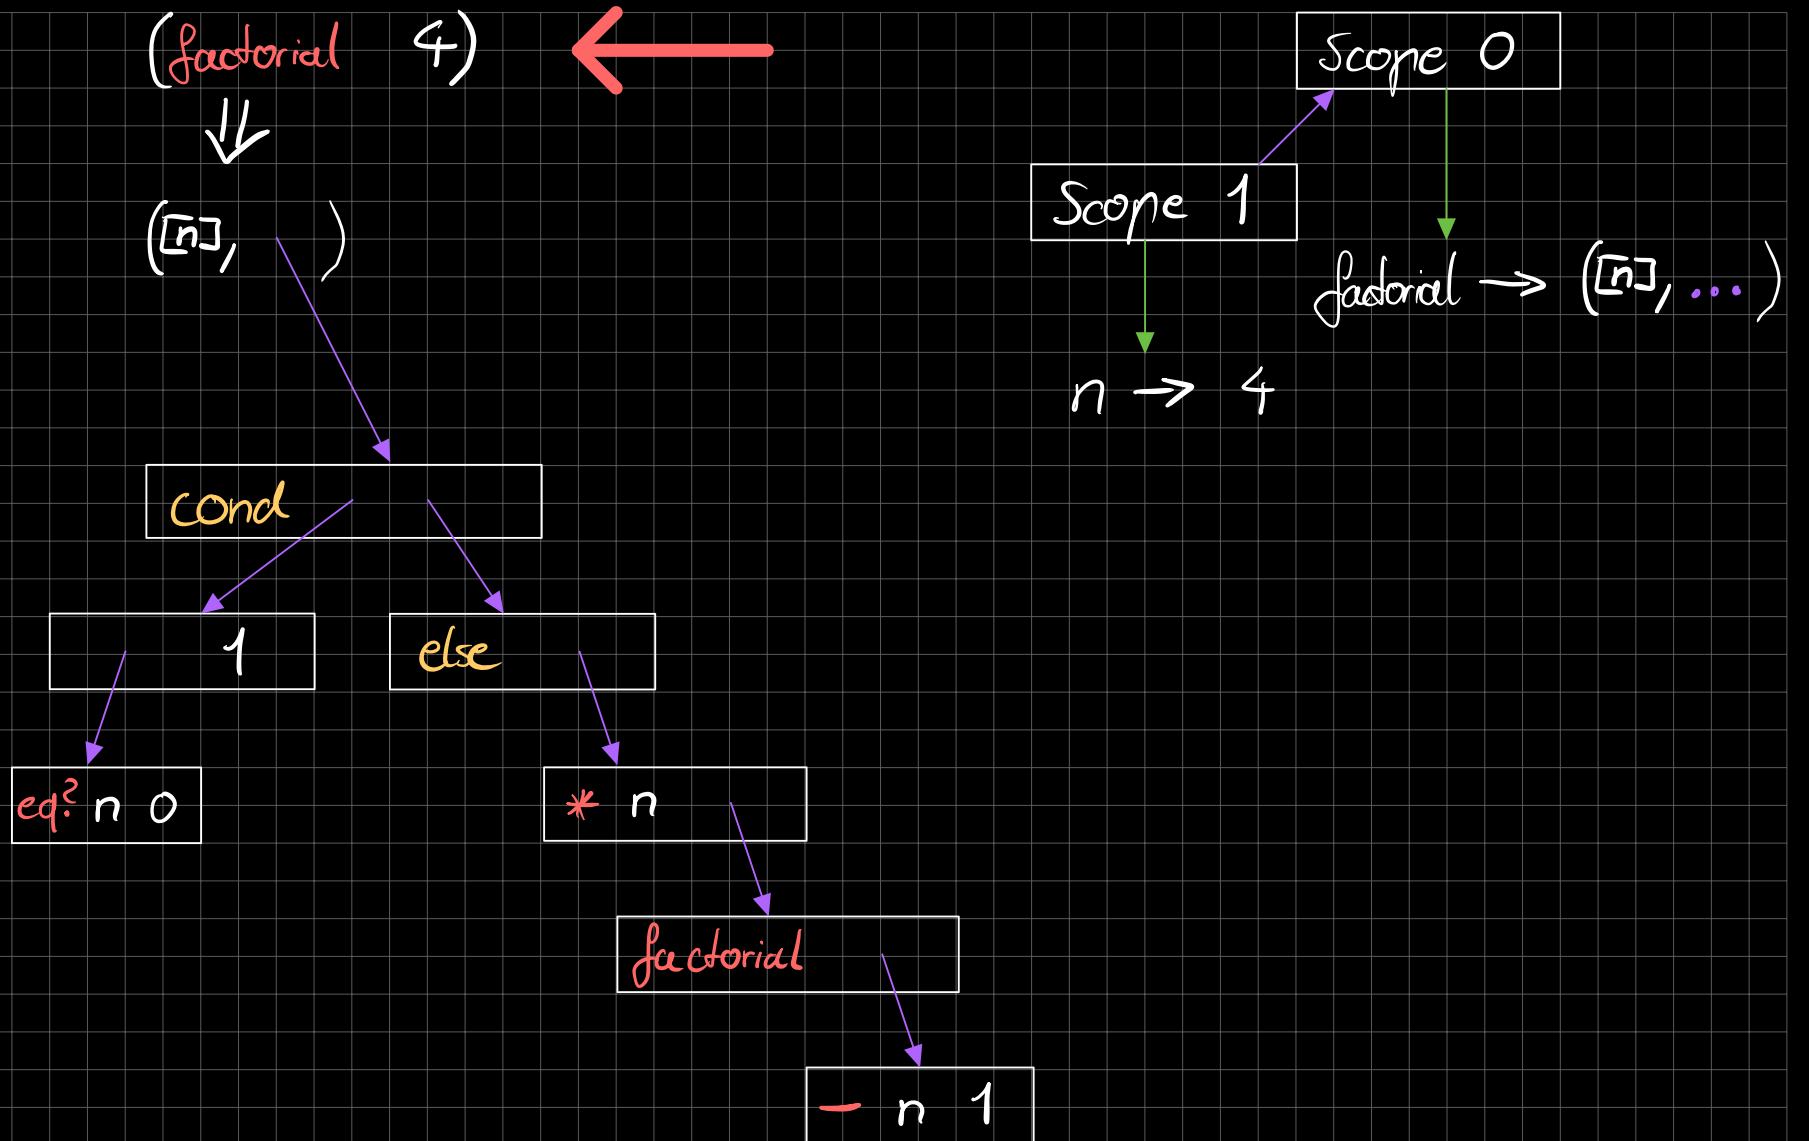 (factorial 4)
Scope 0
Scope 1
([n], )
factorial → ([n], ...)
n → 4
cond
1
else
eq? n 0
* n
factorial
- n 1